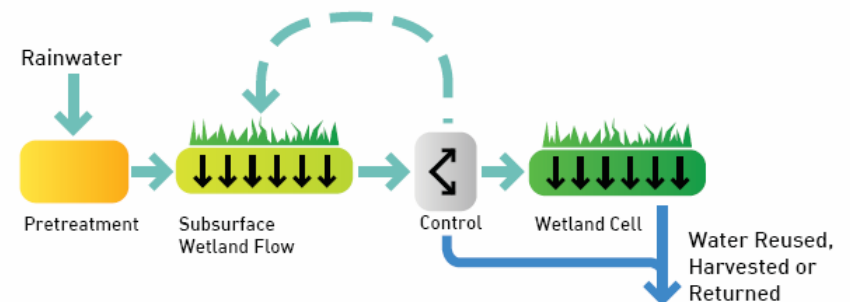 Rainwater
Pretreatment
Subsurface
Wetland Flow
Control
Wetland Cell
Water Reused,
Harvested or
Returned